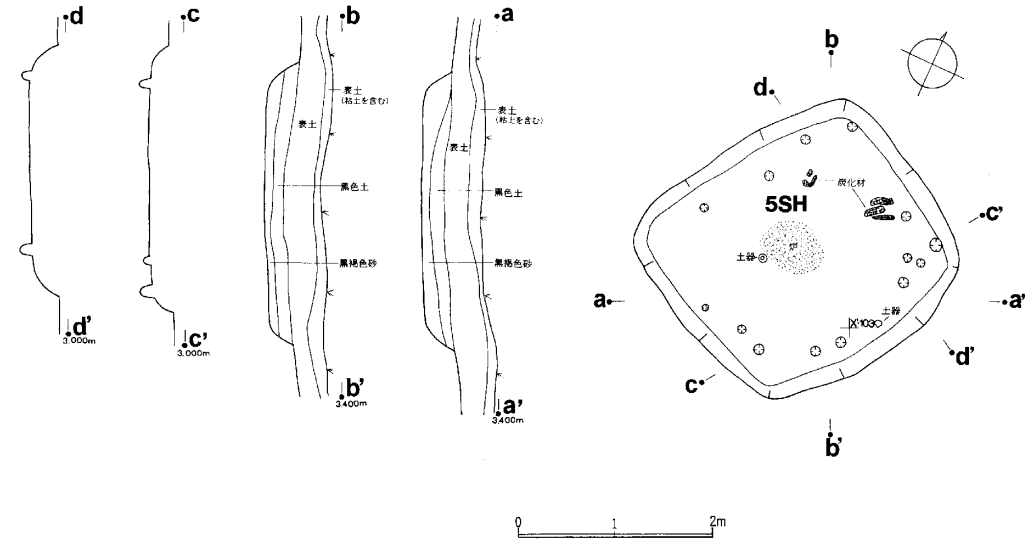 d
d'
3,000m
c
c'
3,000m
b
表土
(粘土を含む)
表土
黒色土
黒褐色砂
b'
3,400m
a
表土
(粘土を含む)
表土
黒色土
黒褐色砂
a'
3,400m
b
d
5SH
炭化材
c'
土器
a
a'
土器
d'
c
b'
0 1 2m